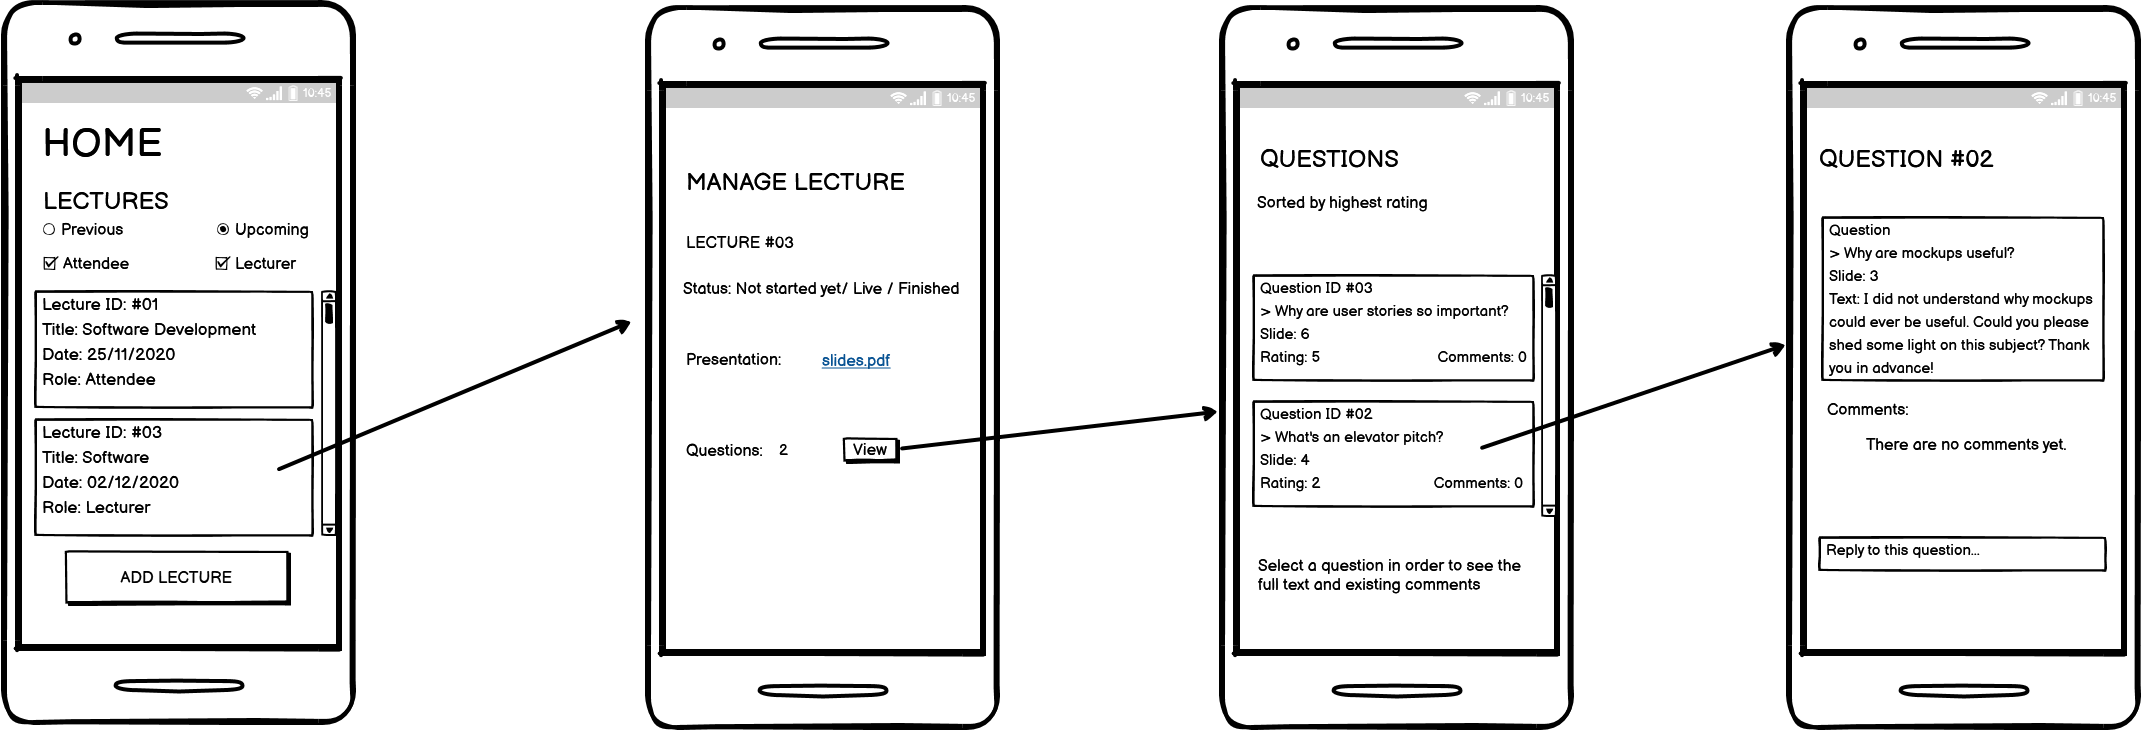 10:45
HOME
LECTURES
Previous
Upcoming
Attendee
Lecturer
Lecture ID: #01
Title: Software Development
Date: 25/11/2020
Role: Attendee
Lecture ID: #03
Title: Software
Date: 02/12/2020
Role: Lecturer
ADD LECTURE
10:45
MANAGE LECTURE
LECTURE #03
Status: Not started yet/ Live / Finished
Presentation: slides.pdf
Questions: 2 View
10:45
QUESTIONS
Sorted by highest rating
Question ID #03
> Why are user stories so important?
Slide: 6
Rating: 5 Comments: 0
Question ID #02
> What's an elevator pitch?
Slide: 4
Rating: 2 Comments: 0
Select a question in order to see the
full text and existing comments
10:45
QUESTION #02
Question
> Why are mockups useful?
Slide: 3
Text: I did not understand why mockups
could ever be useful. Could you please
shed some light on this subject? Thank
you in advance!
Comments:
There are no comments yet.
Reply to this question...